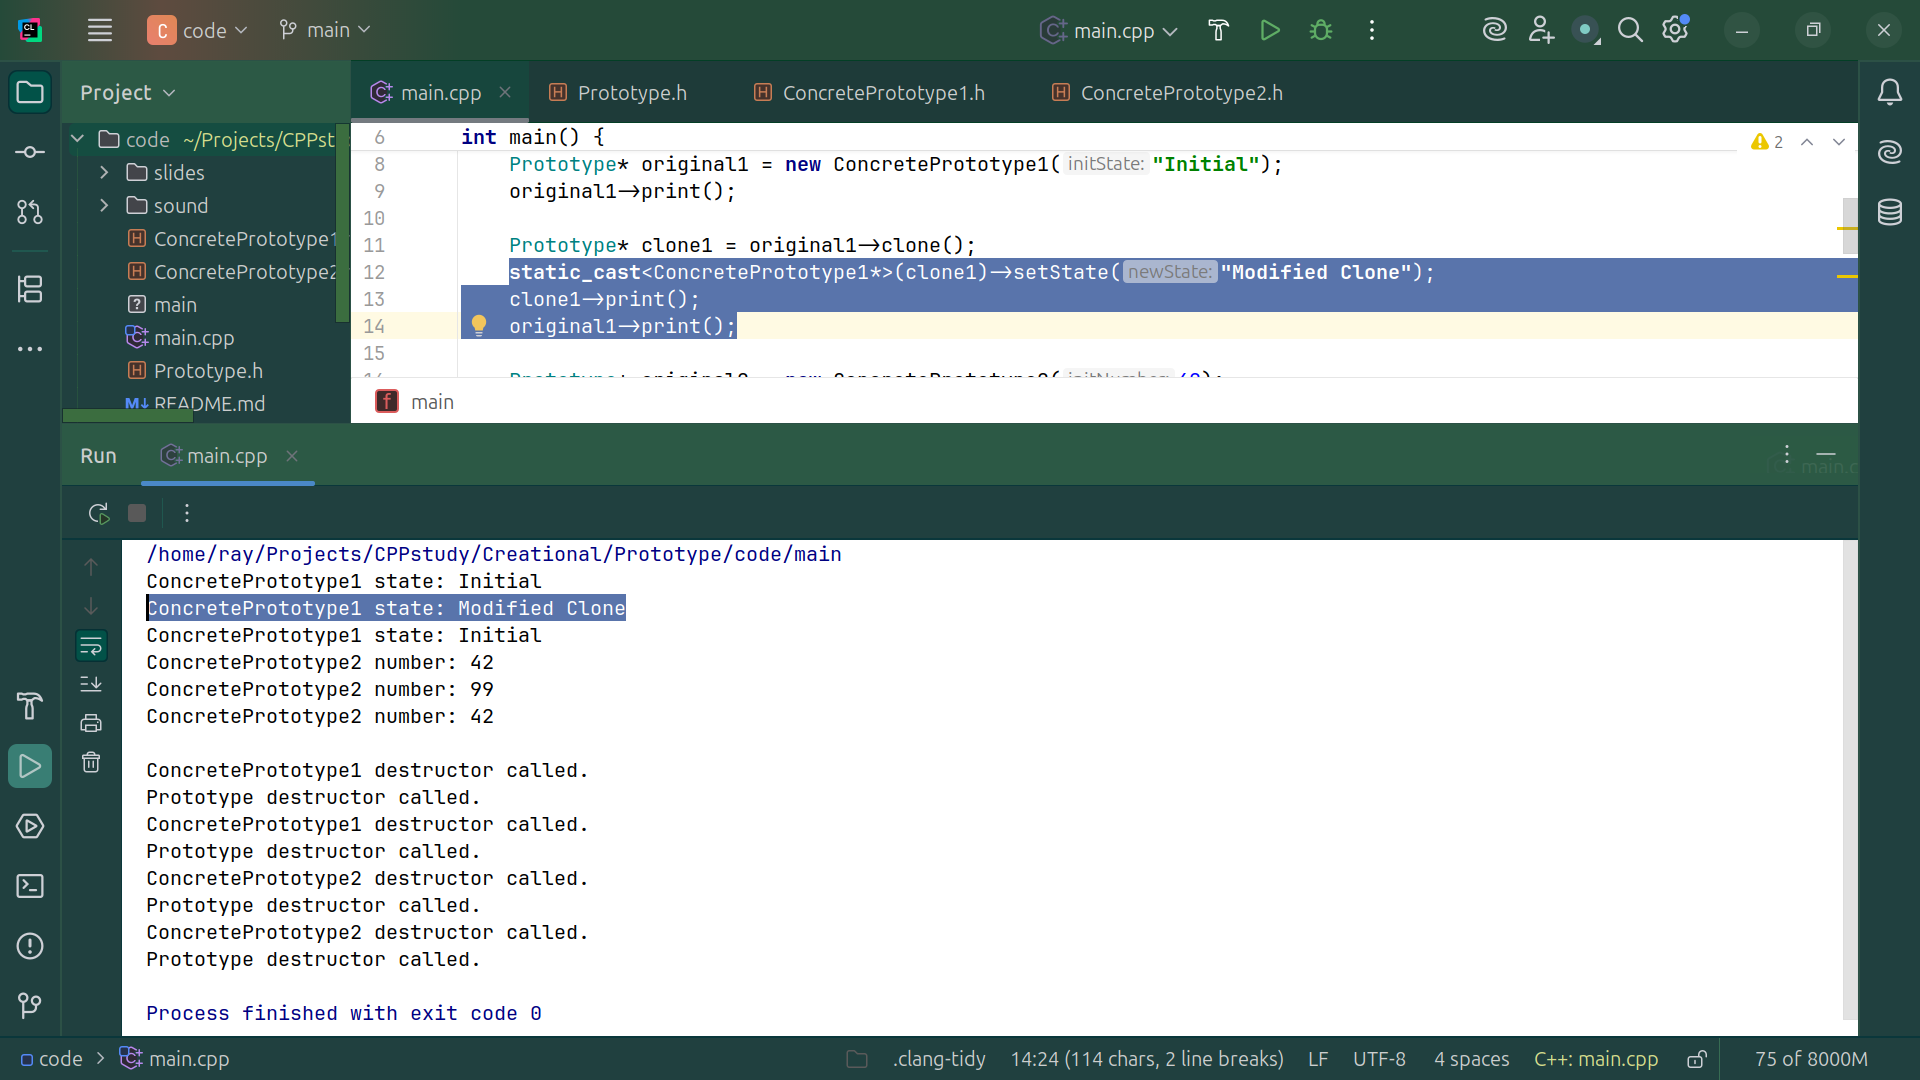 CL
C code main
main.cpp
Project
main.cpp
Prototype.h
ConcretePrototype1.h
ConcretePrototype2.h
code ~/Projects/CPPst
slides
sound
ConcretePrototype1
ConcretePrototype2
main
main.cpp
Prototype.h
README.md
6 int main() {
8 Prototype* original1 = new ConcretePrototype1( initState: "Initial");
9 original1->print();
10
11 Prototype* clone1 = original1->clone();
12 static_cast<ConcretePrototype1*>(clone1)->setState( newState: "Modified Clone");
13 clone1->print();
14 original1->print();
15
2
f main
Run main.cpp
/home/ray/Projects/CPPstudy/Creational/Prototype/code/main
ConcretePrototype1 state: Initial
ConcretePrototype1 state: Modified Clone
ConcretePrototype1 state: Initial
ConcretePrototype2 number: 42
ConcretePrototype2 number: 99
ConcretePrototype2 number: 42
ConcretePrototype1 destructor called.
Prototype destructor called.
ConcretePrototype1 destructor called.
Prototype destructor called.
ConcretePrototype2 destructor called.
Prototype destructor called.
ConcretePrototype2 destructor called.
Prototype destructor called.
Process finished with exit code 0
code > main.cpp
.clang-tidy 14:24 (114 chars, 2 line breaks) LF UTF-8 4 spaces C++: main.cpp 75 of 8000M